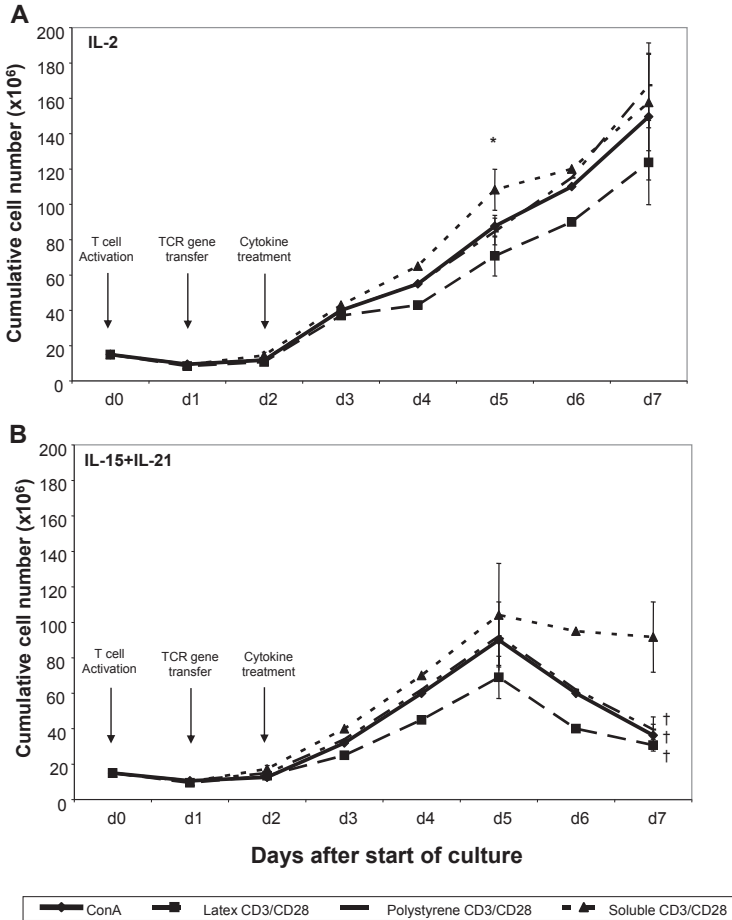 A
IL-2
Cumulative cell number (x10⁶)
200
180
160
140
120
100
80
60
40
20
0
*
T cell
Activation
TCR gene
transfer
Cytokine
treatment
d0 d1 d2 d3 d4 d5 d6 d7
B
IL-15+IL-21
Cumulative cell number (x10⁶)
200
180
160
140
120
100
80
60
40
20
0
T cell
Activation
TCR gene
transfer
Cytokine
treatment
†
†
†
d0 d1 d2 d3 d4 d5 d6 d7
Days after start of culture
ConA Latex CD3/CD28 Polystyrene CD3/CD28 Soluble CD3/CD28